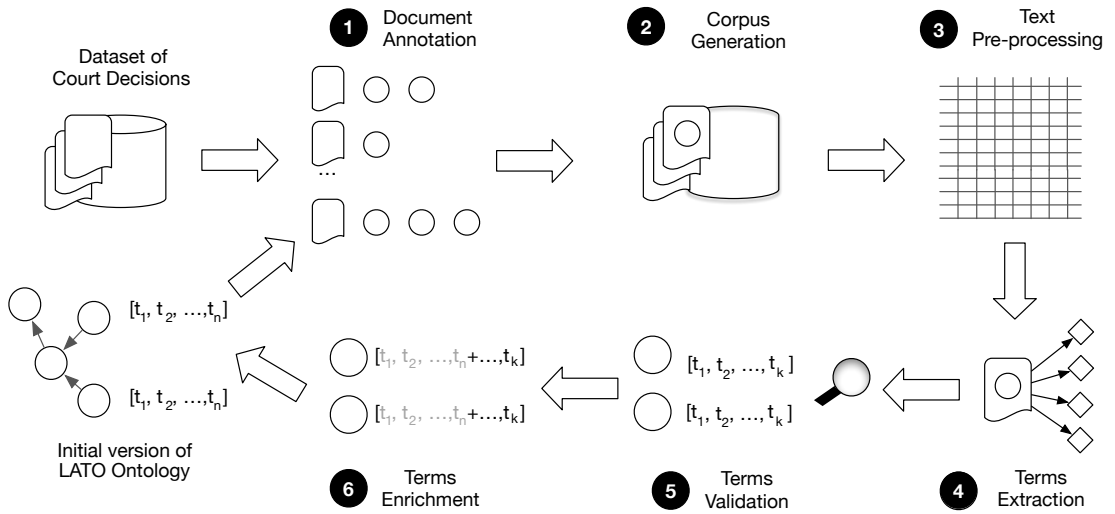 1 Document
Annotation
2 Corpus
Generation
3 Text
Pre-processing
Dataset of
Court Decisions
...
[t1, t2, ...,tn]
[t1, t2, ...,tn]
Initial version of
LATO Ontology
[t1, t2, ...,tn+...,tk]
[t1, t2, ...,tn+...,tk]
6 Terms
Enrichment
[t1, t2, ...,tk]
[t1, t2, ...,tk]
5 Terms
Validation
4 Terms
Extraction